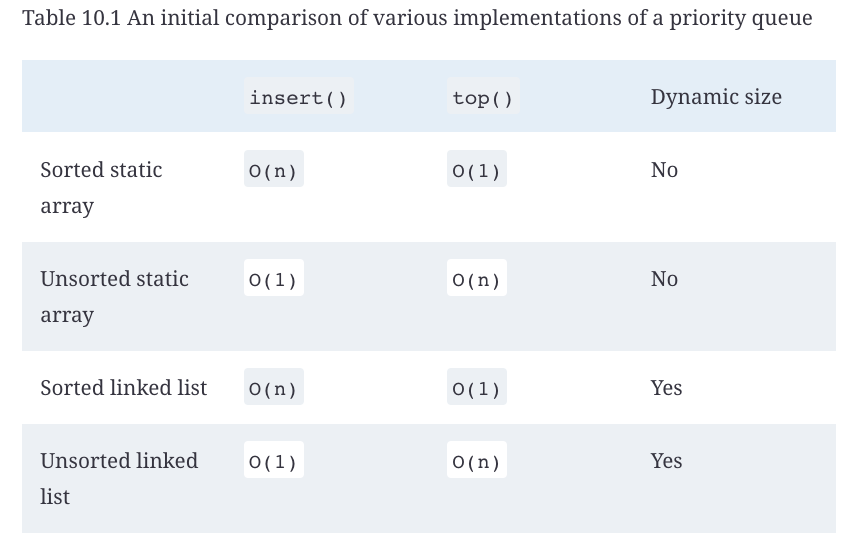 Table 10.1 An initial comparison of various implementations of a priority queue
insert() top() Dynamic size
Sorted static
array O(n) O(1) No
Unsorted static
array O(1) O(n) No
Sorted linked list O(n) O(1) Yes
Unsorted linked
list O(1) O(n) Yes